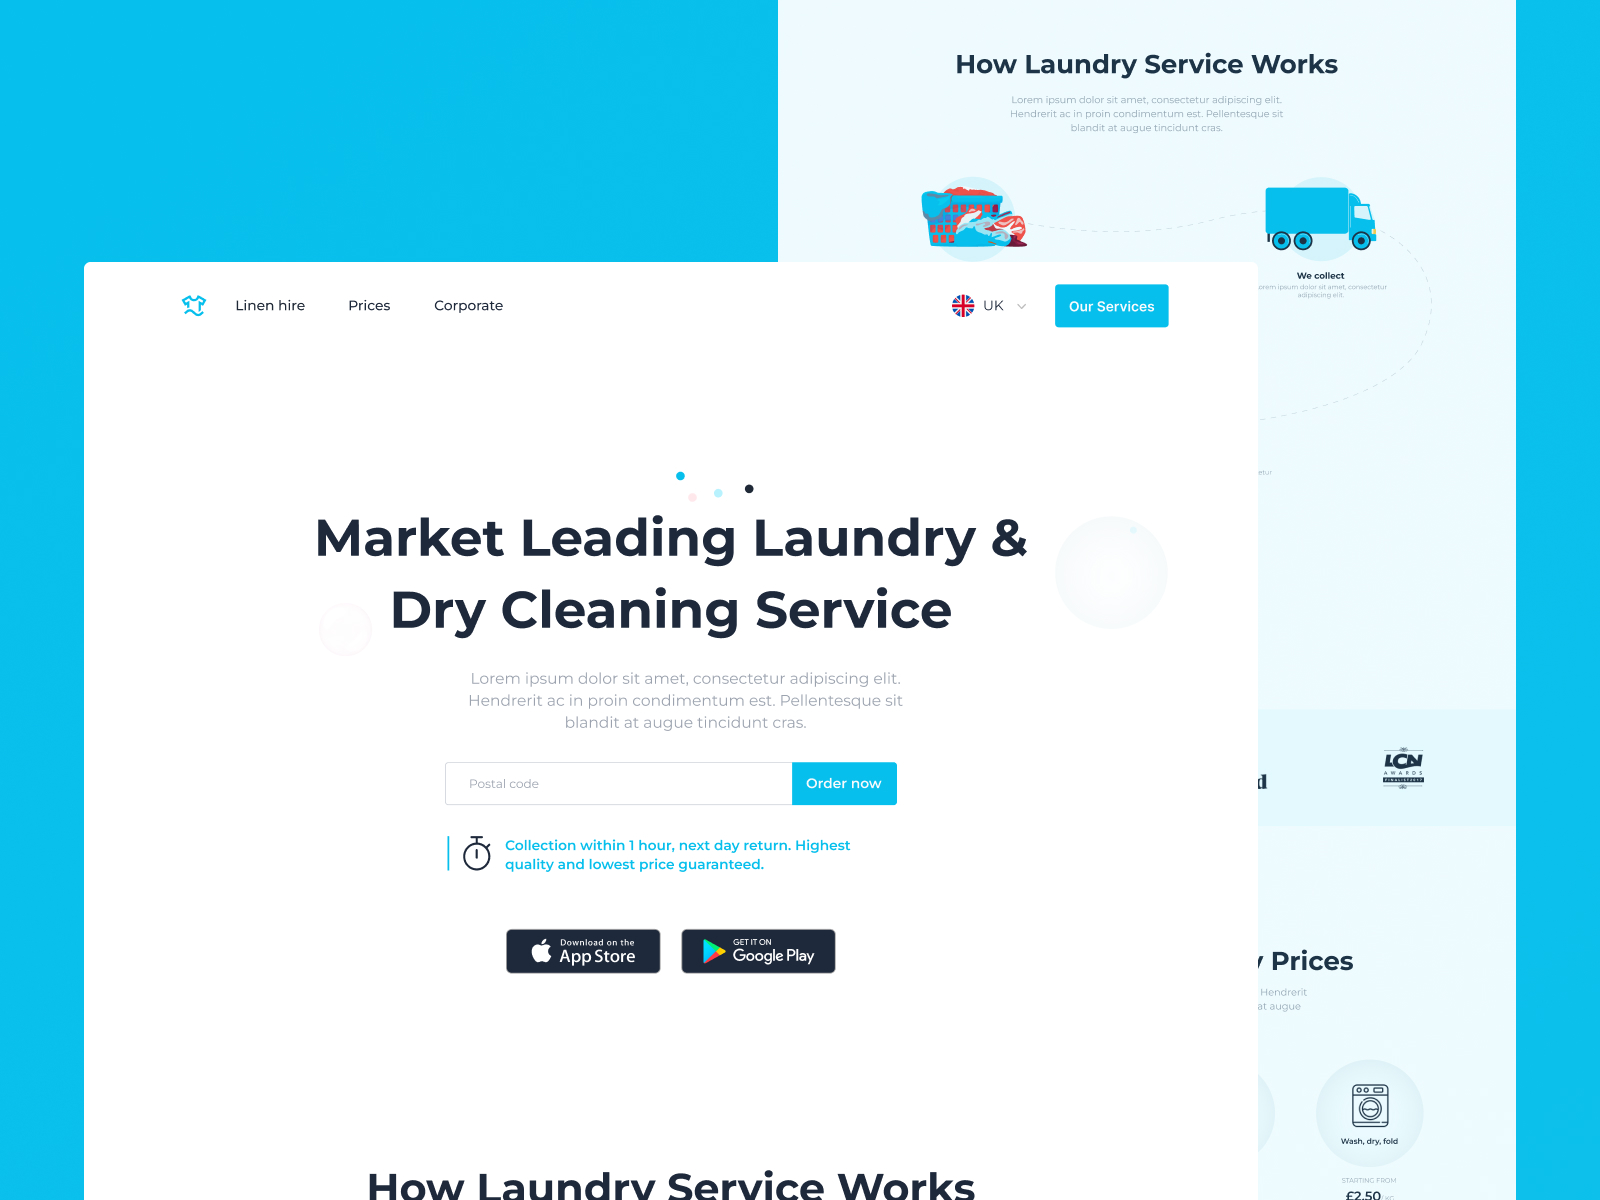 How Laundry Service Works
Lorem ipsum dolor sit amet, consectetur adipiscing elit.
Hendrerit ac in proin condimentum est. Pellentesque sit
blandit at augue tincidunt cras.
We collect
ipsum dolor sit amet, consectetur
adipiscing elit.
Linen hire
Prices
Corporate
UK
Our Services
Market Leading Laundry &
Dry Cleaning Service
Lorem ipsum dolor sit amet, consectetur adipiscing elit.
Hendrerit ac in proin condimentum est. Pellentesque sit
blandit at augue tincidunt cras.
Postal code
Order now
Collection within 1 hour, next day return. Highest
quality and lowest price guaranteed.
Download on the
App Store
GET IT ON
Google Play
How Laundry Service Works
LCN
AWARDS
FINALIST 2017
Prices
Hendrerit
at augue
Wash, dry, fold
STARTING FROM
£2.50/KG